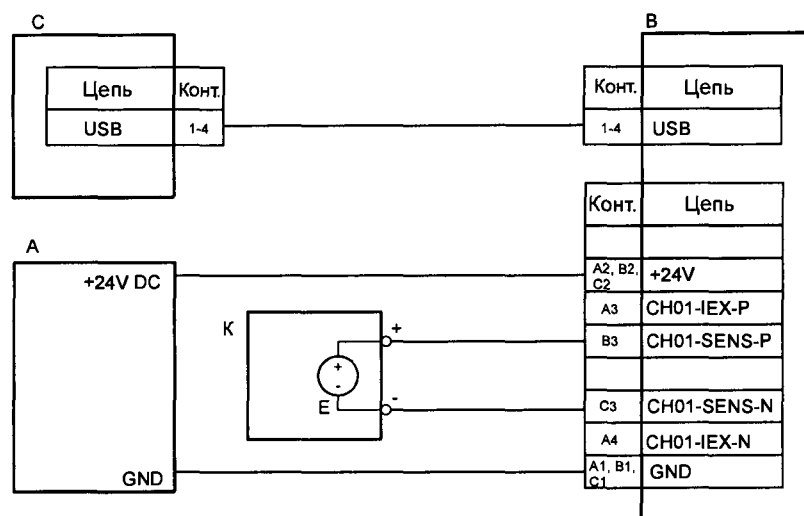 C
B
Цепь Конт.
USB 1-4
Конт. Цепь
1-4 USB
Конт. Цепь
A
+24V DC
A2, B2, C2 +24V
A3 CH01-IEX-P
К
+
B3 CH01-SENS-P
+
-
E
-
C3 CH01-SENS-N
A4 CH01-IEX-N
GND
A1, B1, C1 GND